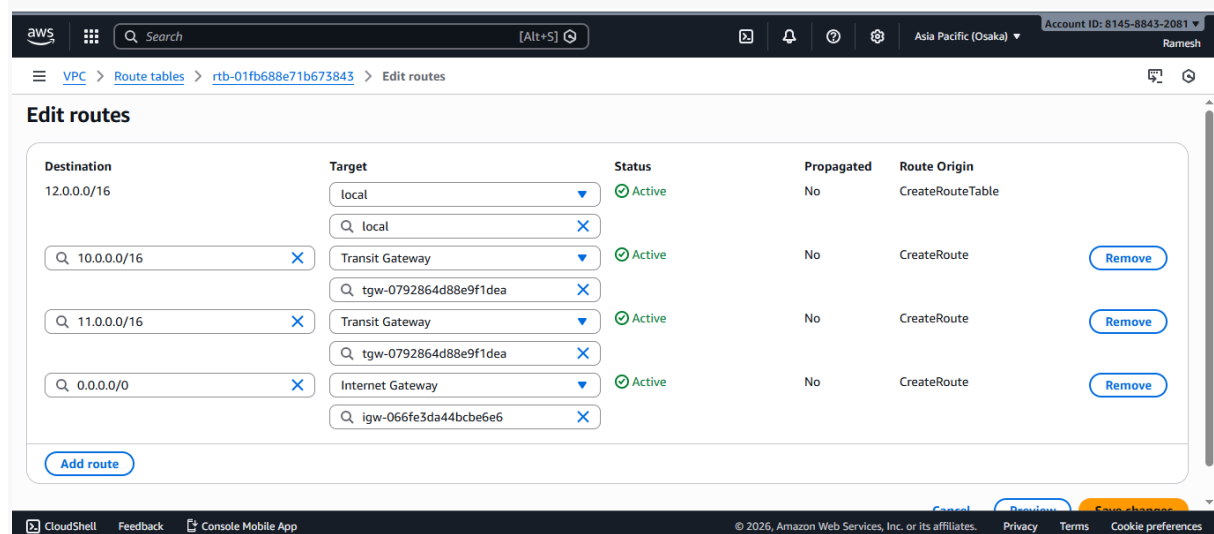 aws Search [Alt+S] Asia Pacific (Osaka) ▼ Account ID: 8145-8843-2081 ▼
Ramesh
VPC > Route tables > rtb-01fb688e71b673843 > Edit routes
Edit routes
Destination Target Status Propagated Route Origin
12.0.0.0/16 local Active No CreateRouteTable
local
10.0.0.0/16 Transit Gateway Active No CreateRoute Remove
tgw-0792864d88e9f1dea
11.0.0.0/16 Transit Gateway Active No CreateRoute Remove
tgw-0792864d88e9f1dea
0.0.0.0/0 Internet Gateway Active No CreateRoute Remove
igw-066fe3da44bcbe6e6
Add route
Cancel Preview Save changes
CloudShell Feedback Console Mobile App © 2026, Amazon Web Services, Inc. or its affiliates. Privacy Terms Cookie preferences